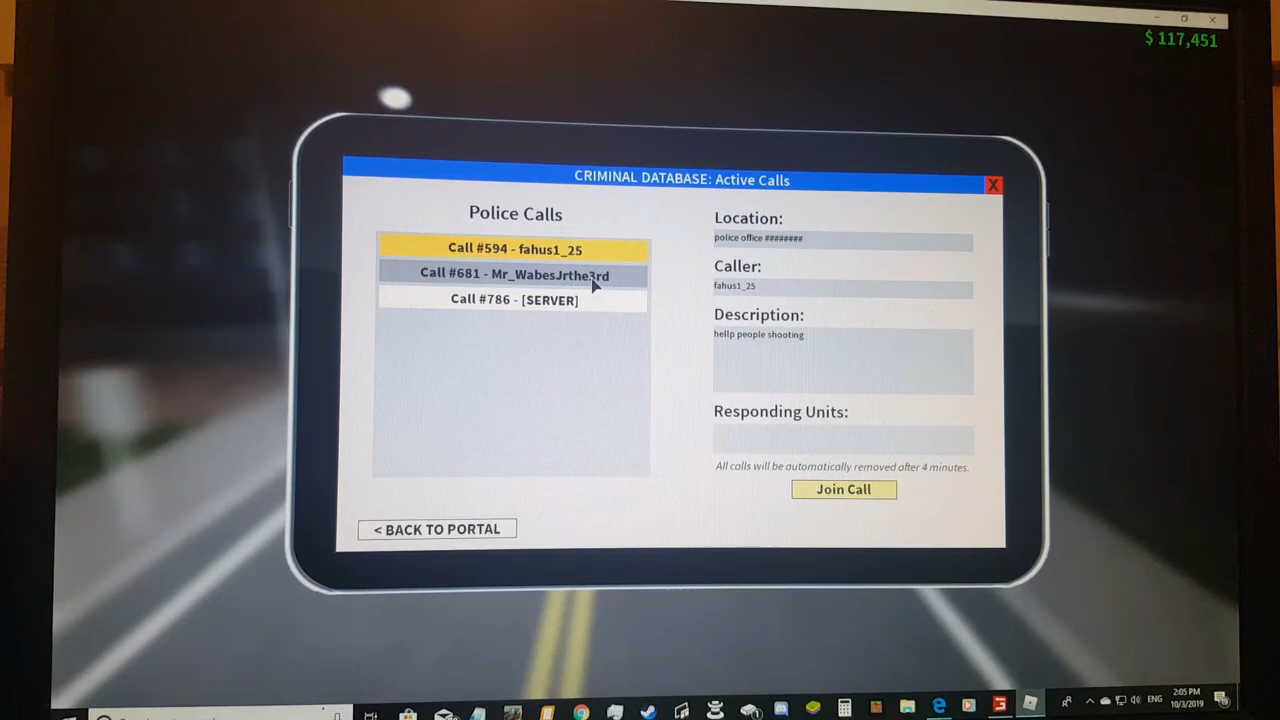 $ 117,451
CRIMINAL DATABASE: Active Calls
X
Police Calls
Call #594 - fahus1_25
Call #681 - Mr_WabesJrthe3rd
Call #786 - [SERVER]
< BACK TO PORTAL
Location:
police office ########
Caller:
fahus1_25
Description:
hellp people shooting
Responding Units:
All calls will be automatically removed after 4 minutes.
Join Call
ENG
2:05 PM
10/3/2019